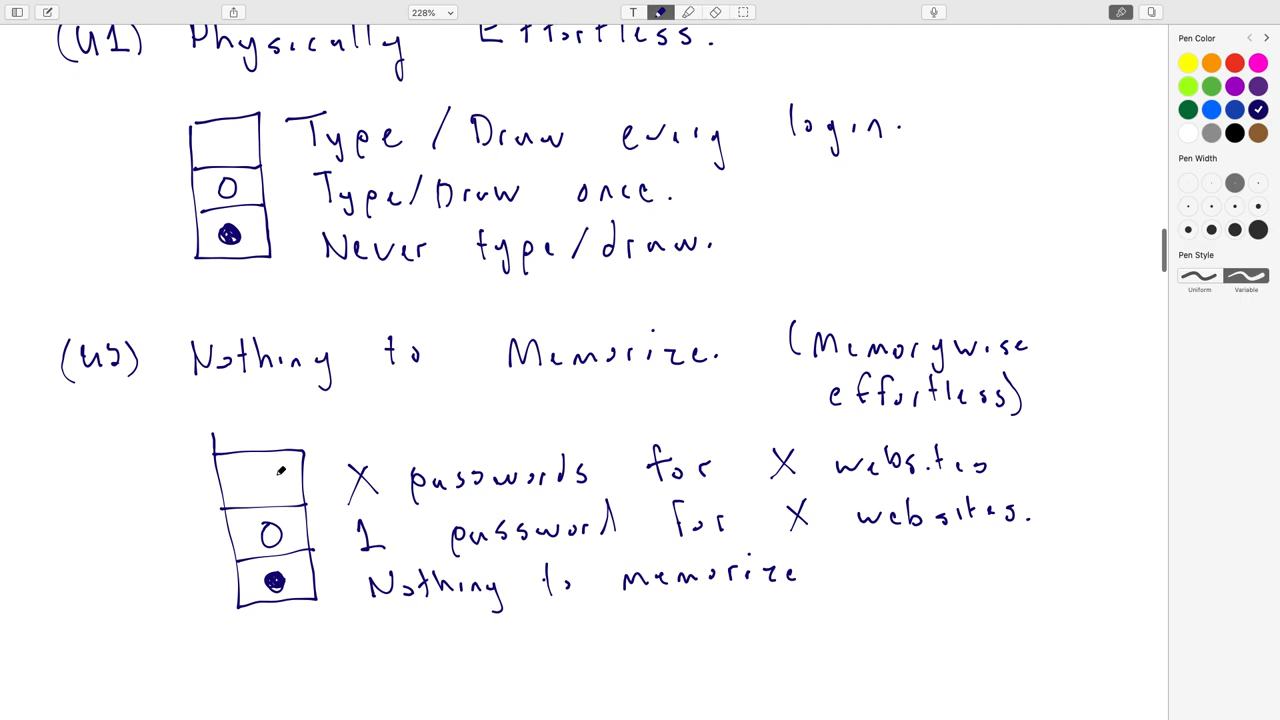 228%
T
Pen Color
(U1) Physically Effortless.
Type / Draw every login.
O Type/Draw once.
Never type/draw.
Pen Width
Pen Style
Uniform
Variable
(U2) Nothing to Memorize. (Memorywise
effortless)
X passwords for X websites
O 1 password for X websites.
Nothing to memorize